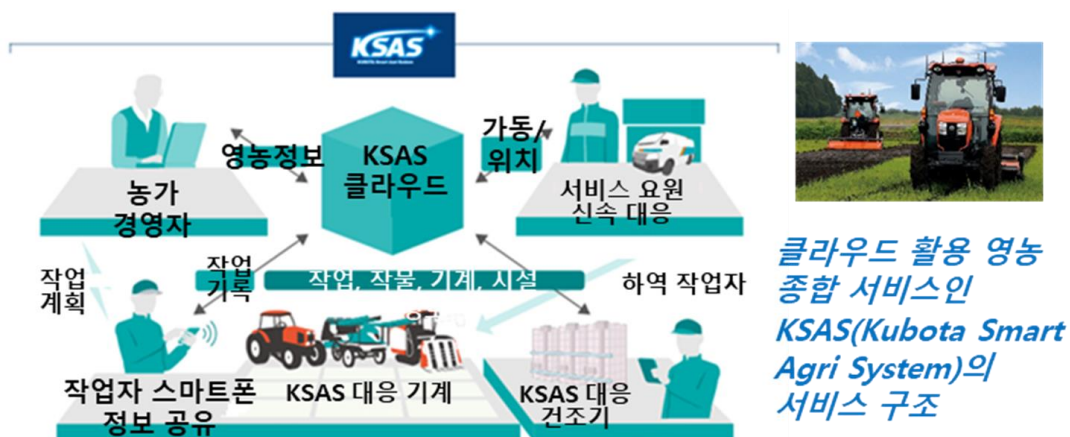 KSAS
KUBOTA Smart Agri System
영농정보
KSAS
클라우드
가동/
위치
농가
경영자
서비스 요원
신속 대응
작업
계획
작업
기록
작업, 작물, 기계, 시설
하역 작업자
작업자 스마트폰
정보 공유
KSAS 대응 기계
KSAS 대응
건조기
클라우드 활용 영농
종합 서비스인
KSAS(Kubota Smart
Agri System)의
서비스 구조